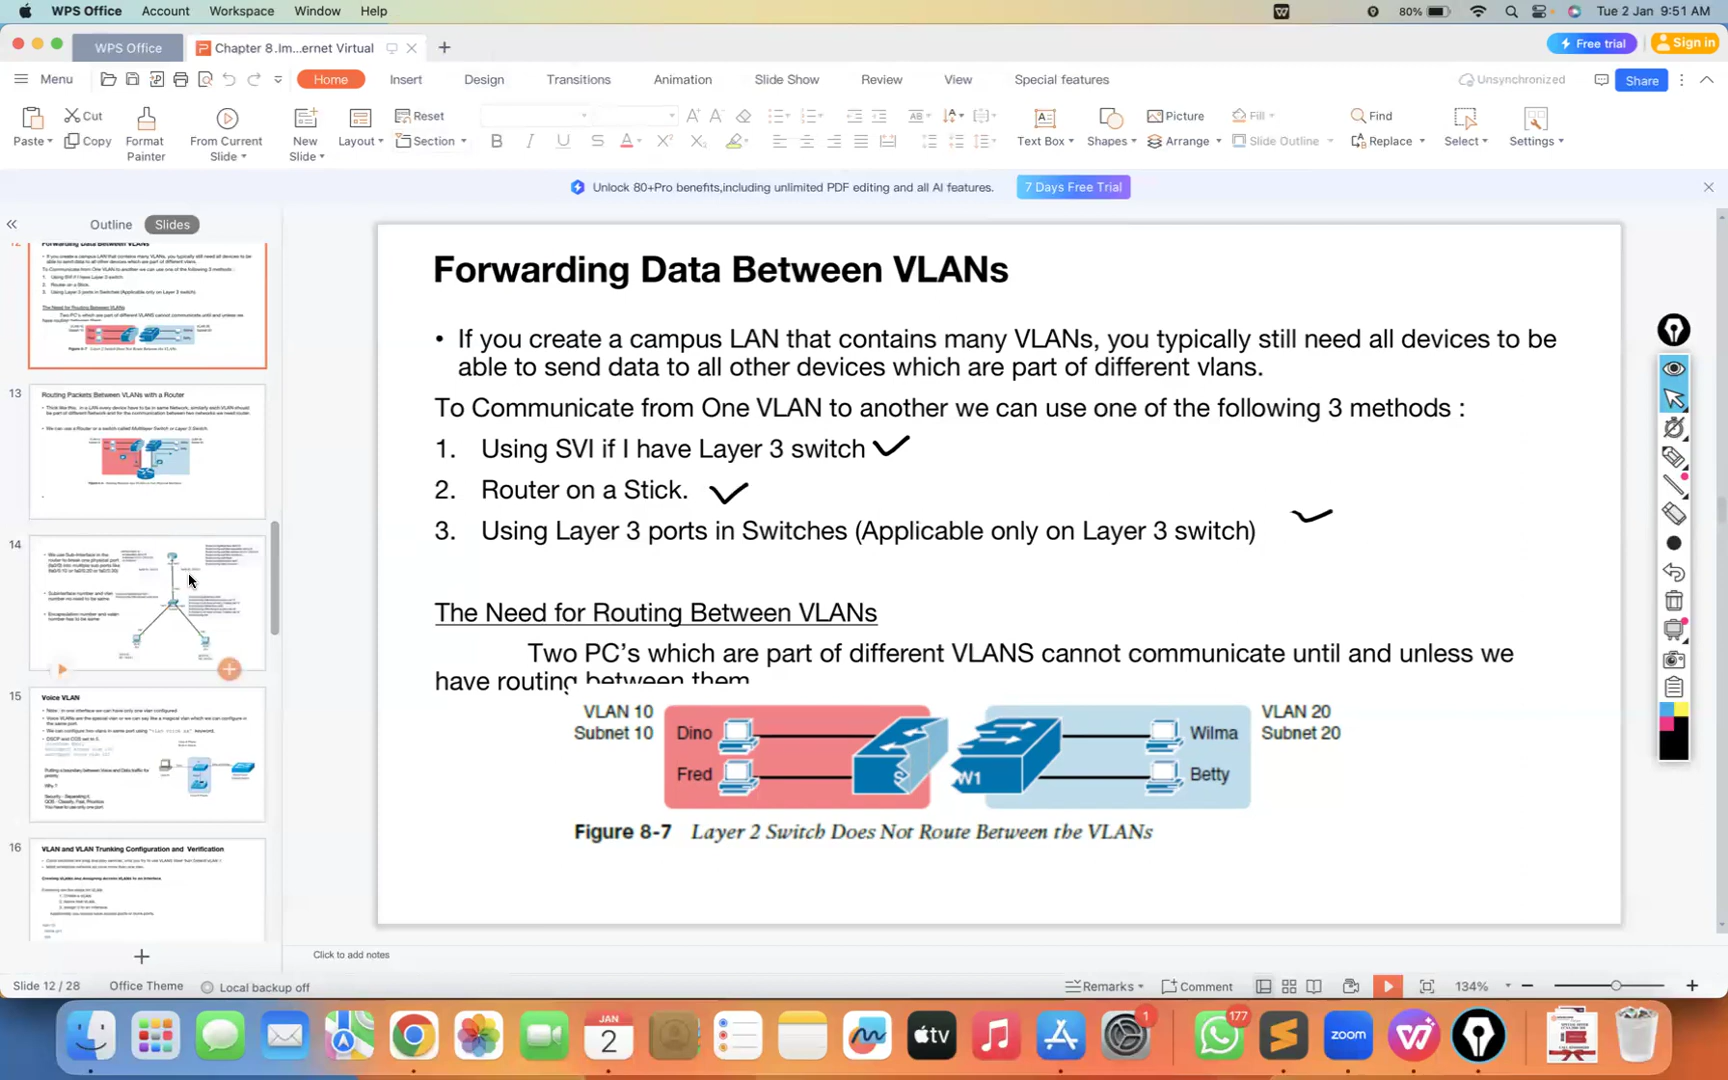 WPS Office Account Workspace Window Help
80% Tue 2 Jan 9:51 AM
WPS Office
Chapter 8.Im...ernet Virtual
Free trial
Sign in
Menu
Home
Insert
Design
Transitions
Animation
Slide Show
Review
View
Special features
Unsynchronized
Share
Paste
Cut
Copy
Format Painter
From Current Slide
New Slide
Layout
Reset
Section
Text Box
Shapes
Picture
Arrange
Fill
Slide Outline
Find
Replace
Select
Settings
Unlock 80+Pro benefits,including unlimited PDF editing and all AI features.
7 Days Free Trial
Outline
Slides
Forwarding Data Between VLANs
• If you create a campus LAN that contains many VLANs, you typically still need all devices to be
able to send data to all other devices which are part of different vlans.
To Communicate from One VLAN to another we can use one of the following 3 methods :
1. Using SVI if I have Layer 3 switch
2. Router on a Stick.
3. Using Layer 3 ports in Switches (Applicable only on Layer 3 switch)
The Need for Routing Between VLANs
Two PC's which are part of different VLANS cannot communicate until and unless we
have routing between them
VLAN 10
Subnet 10
Dino
Fred
W1
Wilma
Betty
VLAN 20
Subnet 20
Figure 8-7 Layer 2 Switch Does Not Route Between the VLANs
13
Routing Packets Between VLANs with a Router
14
15
Voice VLAN
16
VLAN and VLAN Trunking Configuration and Verification
Click to add notes
Slide 12 / 28
Office Theme
Local backup off
Remarks
Comment
134%
JAN
2
tv
1
177
zoom